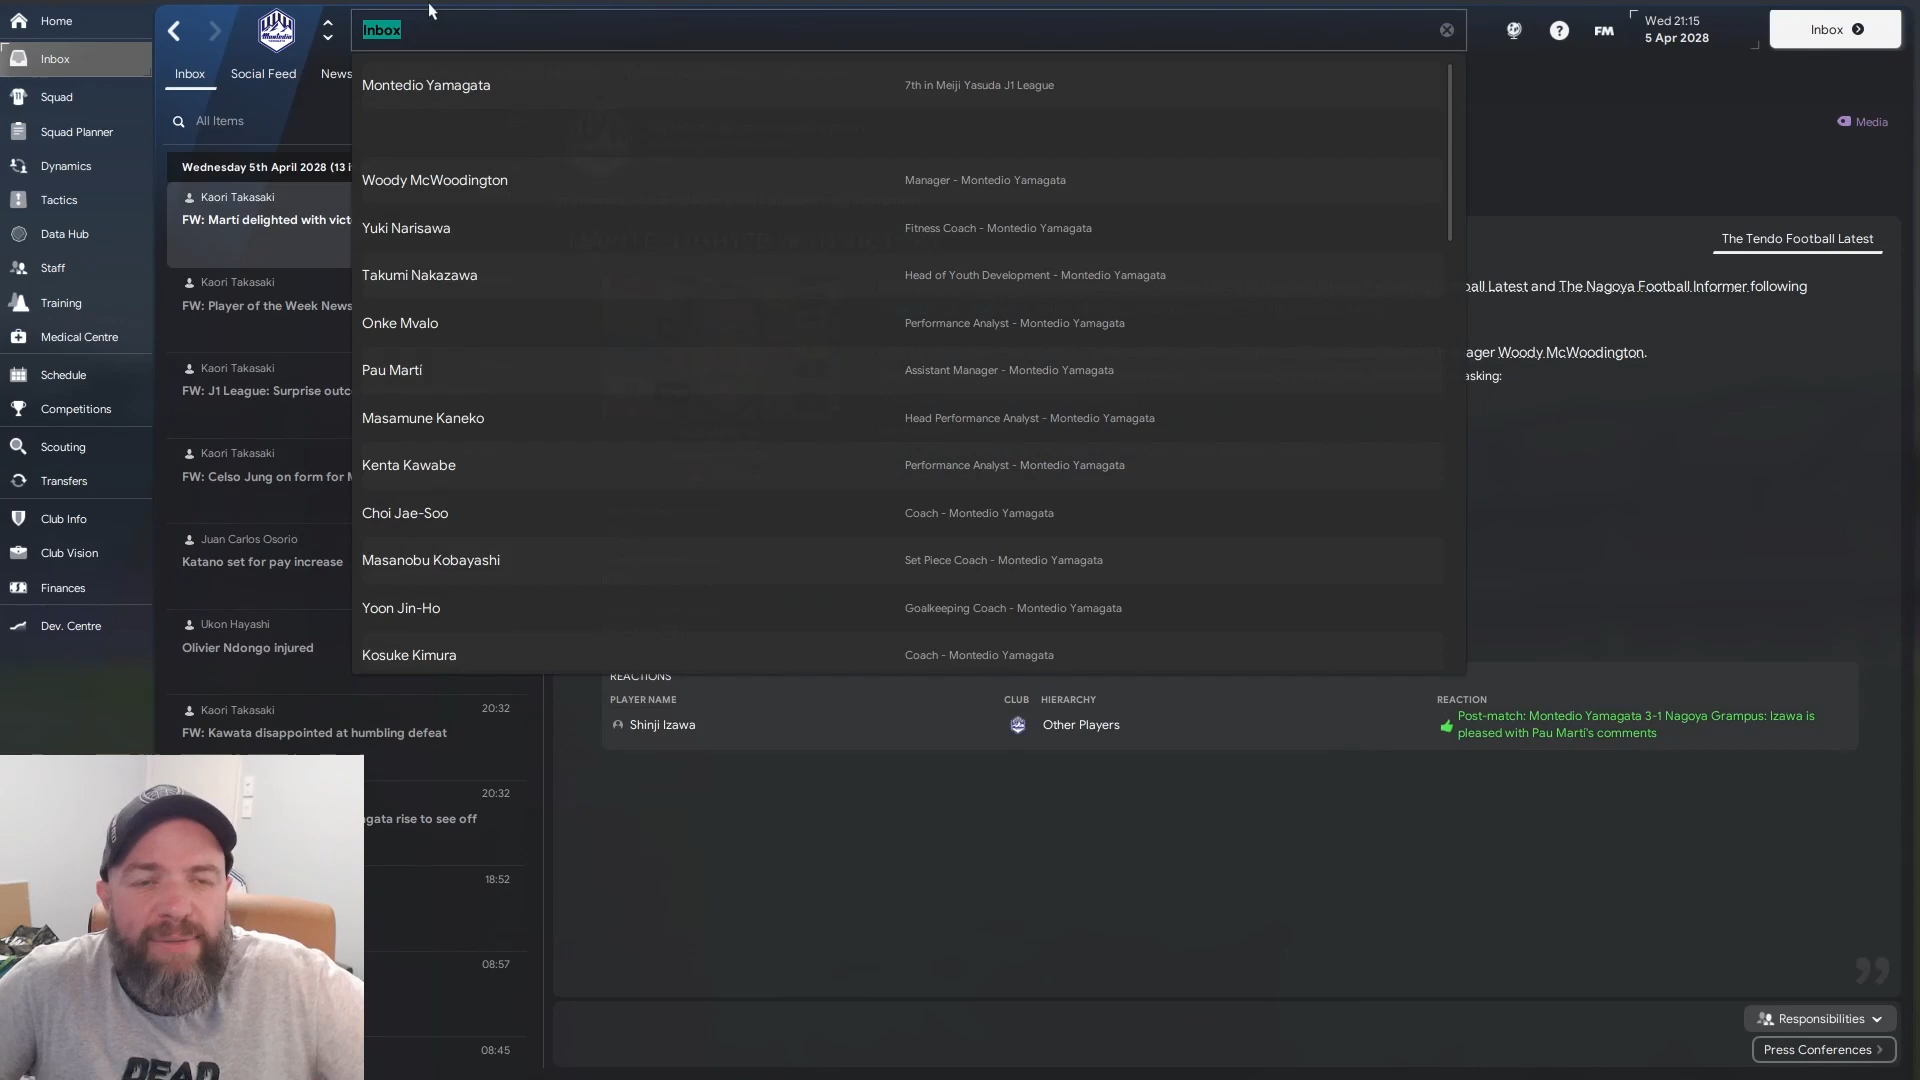 Home
Inbox
Squad
Squad Planner
Dynamics
Tactics
Data Hub
Staff
Training
Medical Centre
Schedule
Competitions
Scouting
Transfers
Club Info
Club Vision
Finances
Dev. Centre
Montedio
Inbox
FM
Wed 21:15
5 Apr 2028
Inbox
Inbox Social Feed News
All Items
Wednesday 5th April 2028 (13 i
Kaori Takasaki
FW: Martí delighted with vict
Kaori Takasaki
FW: Player of the Week News
Kaori Takasaki
FW: J1 League: Surprise outc
Kaori Takasaki
FW: Celso Jung on form for M
Juan Carlos Osorio
Katano set for pay increase
Ukon Hayashi
Olivier Ndongo injured
Kaori Takasaki 20:32
FW: Kawata disappointed at humbling defeat
20:32
gata rise to see off
18:52
08:57
08:45
Montedio Yamagata 7th in Meiji Yasuda J1 League
Woody McWoodington Manager - Montedio Yamagata
Yuki Narisawa Fitness Coach - Montedio Yamagata
Takumi Nakazawa Head of Youth Development - Montedio Yamagata
Onke Mvalo Performance Analyst - Montedio Yamagata
Pau Martí Assistant Manager - Montedio Yamagata
Masamune Kaneko Head Performance Analyst - Montedio Yamagata
Kenta Kawabe Performance Analyst - Montedio Yamagata
Choi Jae-Soo Coach - Montedio Yamagata
Masanobu Kobayashi Set Piece Coach - Montedio Yamagata
Yoon Jin-Ho Goalkeeping Coach - Montedio Yamagata
Kosuke Kimura Coach - Montedio Yamagata
Media
The Tendo Football Latest
ball Latest and The Nagoya Football Informer following
ager Woody McWoodington.
asking:
REACTIONS
PLAYER NAME CLUB HIERARCHY REACTION
Shinji Izawa Other Players Post-match: Montedio Yamagata 3-1 Nagoya Grampus: Izawa is
pleased with Pau Martí's comments
Responsibilities
Press Conferences
DEAD